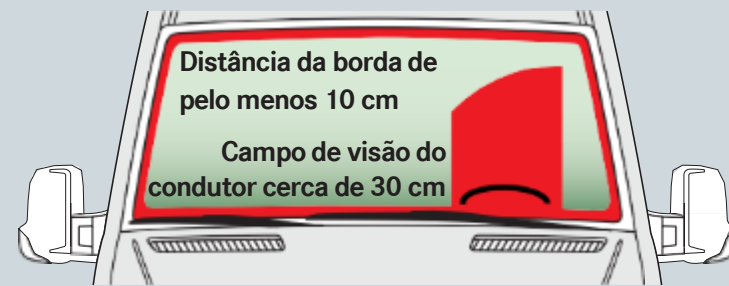 Distância da borda de
pelo menos 10 cm
Campo de visão do
condutor cerca de 30 cm